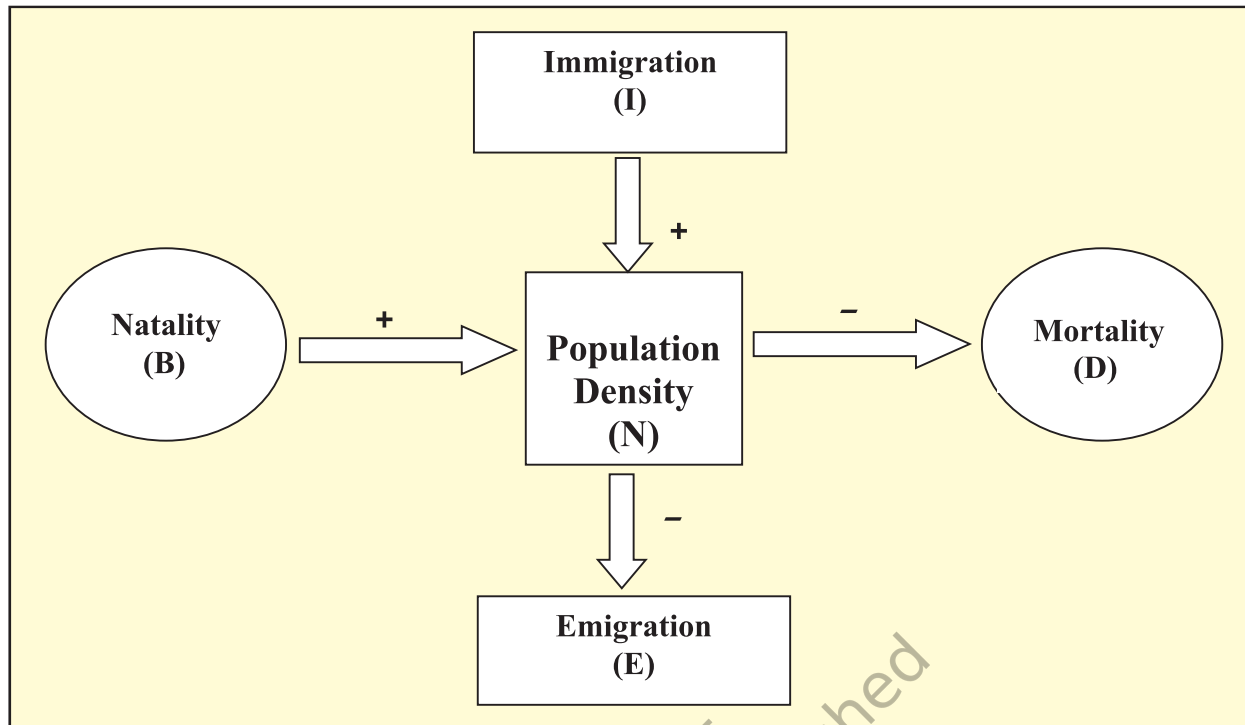 Immigration
(I)
+
Natality
(B)
+
Population
Density
(N)
–
Mortality
(D)
–
Emigration
(E)